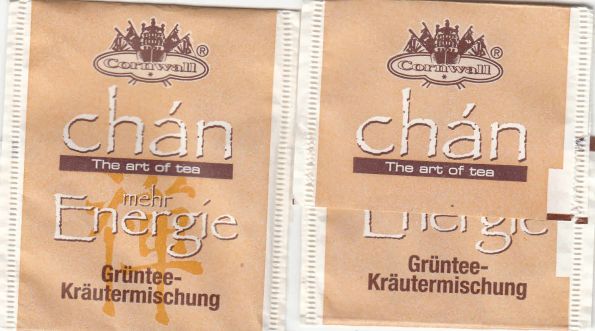 Cornwall ®
chán
The art of tea
禅
mehr
Energie
Grüntee-
Kräutermischung
Cornwall ®
chán
The art of tea
Energie
Grüntee-
Kräutermischung